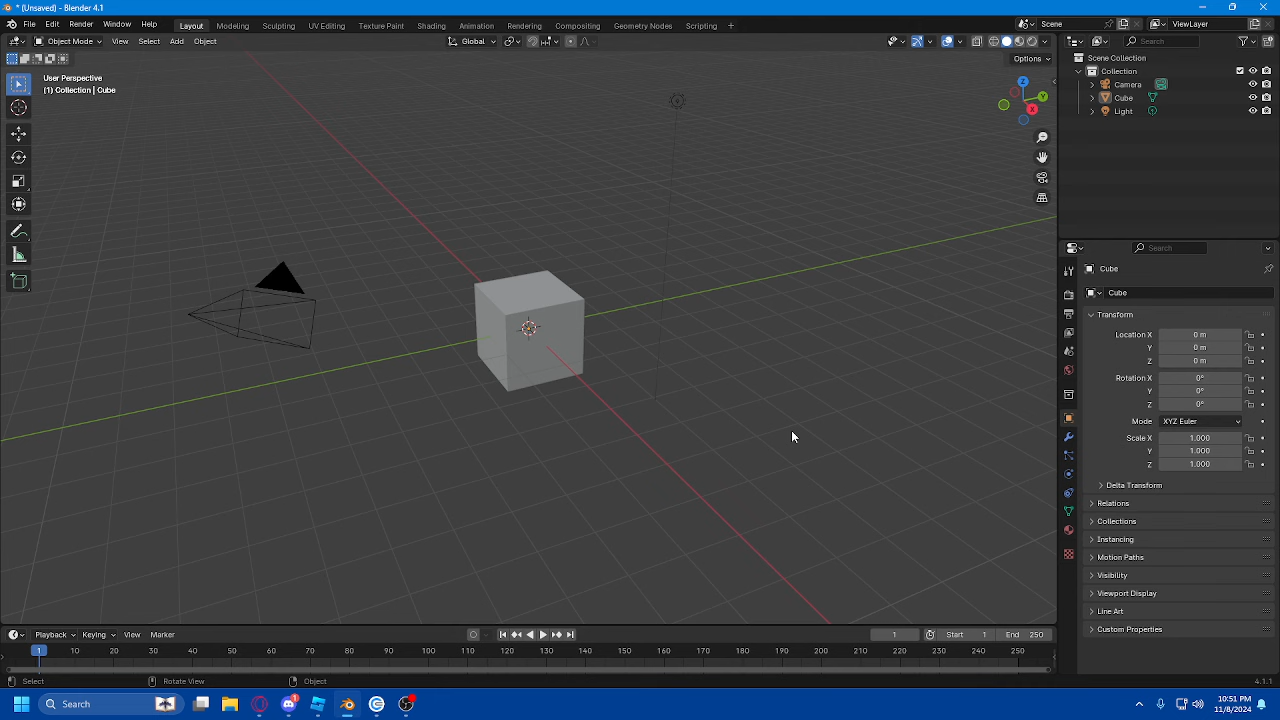 * (Unsaved) - Blender 4.1
File Edit Render Window Help Layout Modeling Sculpting UV Editing Texture Paint Shading Animation Rendering Compositing Geometry Nodes Scripting + Scene ViewLayer
Object Mode View Select Add Object Global Search
Options
User Perspective
(1) Collection | Cube
Scene Collection
Collection
Camera
Cube
Light
Z
Y
X
Search
Cube
Cube
Transform
Location X 0 m
Y 0 m
Z 0 m
Rotation X 0°
Y 0°
Z 0°
Mode XYZ Euler
Scale X 1.000
Y 1.000
Z 1.000
Delta Transform
Relations
Collections
Instancing
Motion Paths
Visibility
Viewport Display
Line Art
Custom Properties
Playback Keying View Marker 1 Start 1 End 250
1 10 20 30 40 50 60 70 80 90 100 110 120 130 140 150 160 170 180 190 200 210 220 230 240 250
Select Rotate View Object 4.1.1
Search 1 10:51 PM
11/8/2024